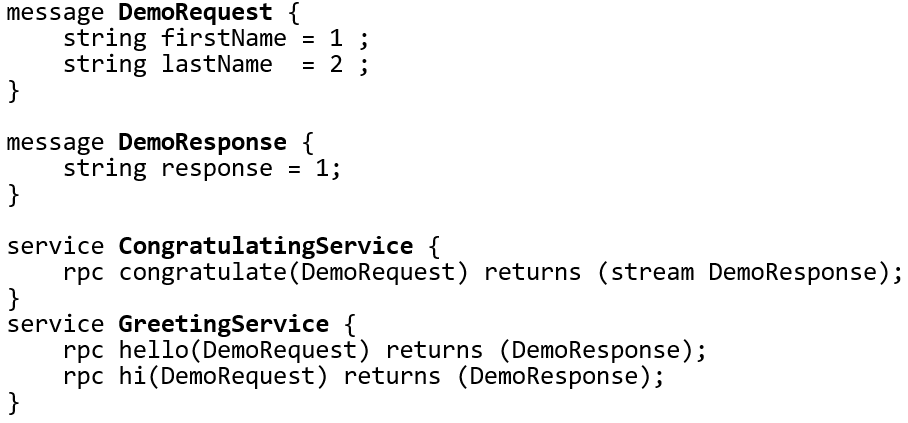 message DemoRequest {
    string firstName = 1 ;
    string lastName  = 2 ;
}

message DemoResponse {
    string response = 1;
}

service CongratulatingService {
    rpc congratulate(DemoRequest) returns (stream DemoResponse);
}
service GreetingService {
    rpc hello(DemoRequest) returns (DemoResponse);
    rpc hi(DemoRequest) returns (DemoResponse);
}